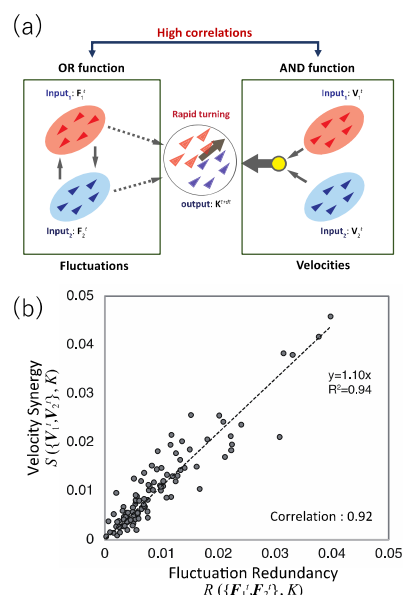 (a)
High correlations
OR function
AND function
Input₁: F₁ᵗ
Input₁: V₁ᵗ
Rapid turning
output: Kᵗ⁺ᵈᵗ
Input₂: F₂ᵗ
Input₂: V₂ᵗ
Fluctuations
Velocities
(b)
Velocity Synergy
S ({V₁ᵗ,V₂ᵗ}, K)
0.05
0.04
0.03
0.02
0.01
0
y=1.10x
R²=0.94
Correlation : 0.92
0 0.01 0.02 0.03 0.04 0.05
Fluctuation Redundancy
R ({F₁ᵗ,F₂ᵗ}, K)